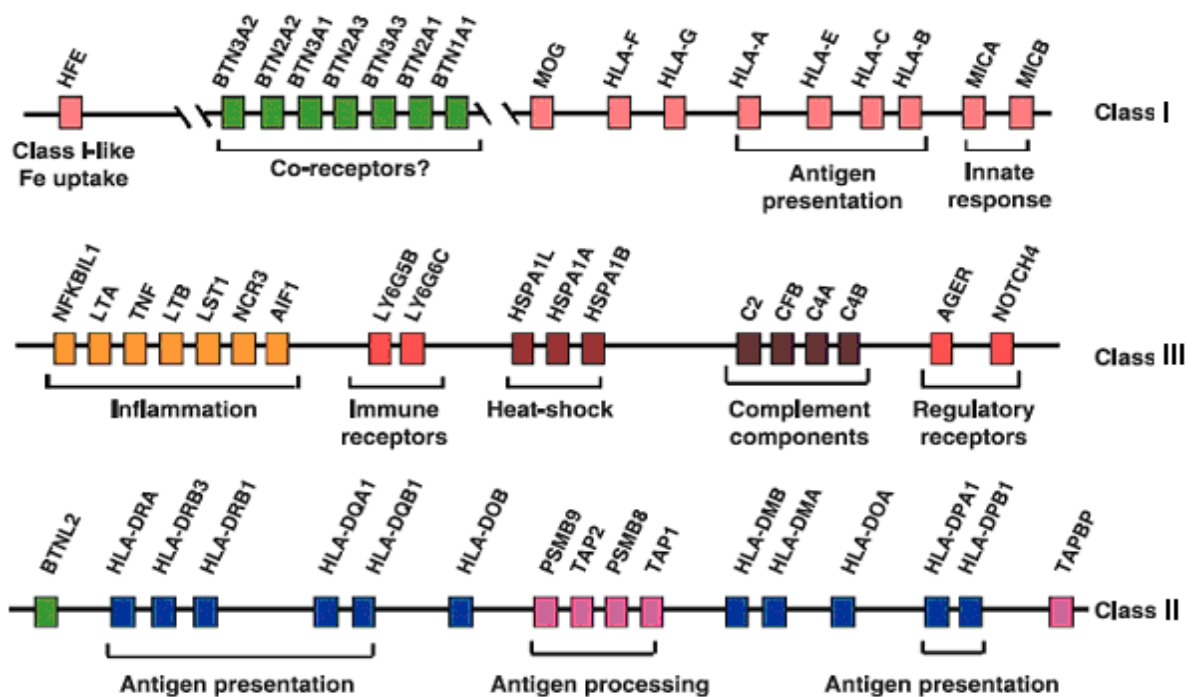 HFE
BTN3A2
BTN2A2
BTN3A1
BTN2A3
BTN3A3
BTN2A1
BTN1A1
MOG
HLA-F
HLA-G
HLA-A
HLA-E
HLA-C
HLA-B
MICA
MICB
Class I
Class I-like
Fe uptake
Co-receptors?
Antigen
presentation
Innate
response
NFKBIL1
LTA
TNF
LTB
LST1
NCR3
AIF1
LY6G5B
LY6G6C
HSPA1L
HSPA1A
HSPA1B
C2
CFB
C4A
C4B
AGER
NOTCH4
Class III
Inflammation
Immune
receptors
Heat-shock
Complement
components
Regulatory
receptors
BTNL2
HLA-DRA
HLA-DRB3
HLA-DRB1
HLA-DQA1
HLA-DQB1
HLA-DOB
PSMB9
TAP2
PSMB8
TAP1
HLA-DMB
HLA-DMA
HLA-DOA
HLA-DPA1
HLA-DPB1
TAPBP
Class II
Antigen presentation
Antigen processing
Antigen presentation